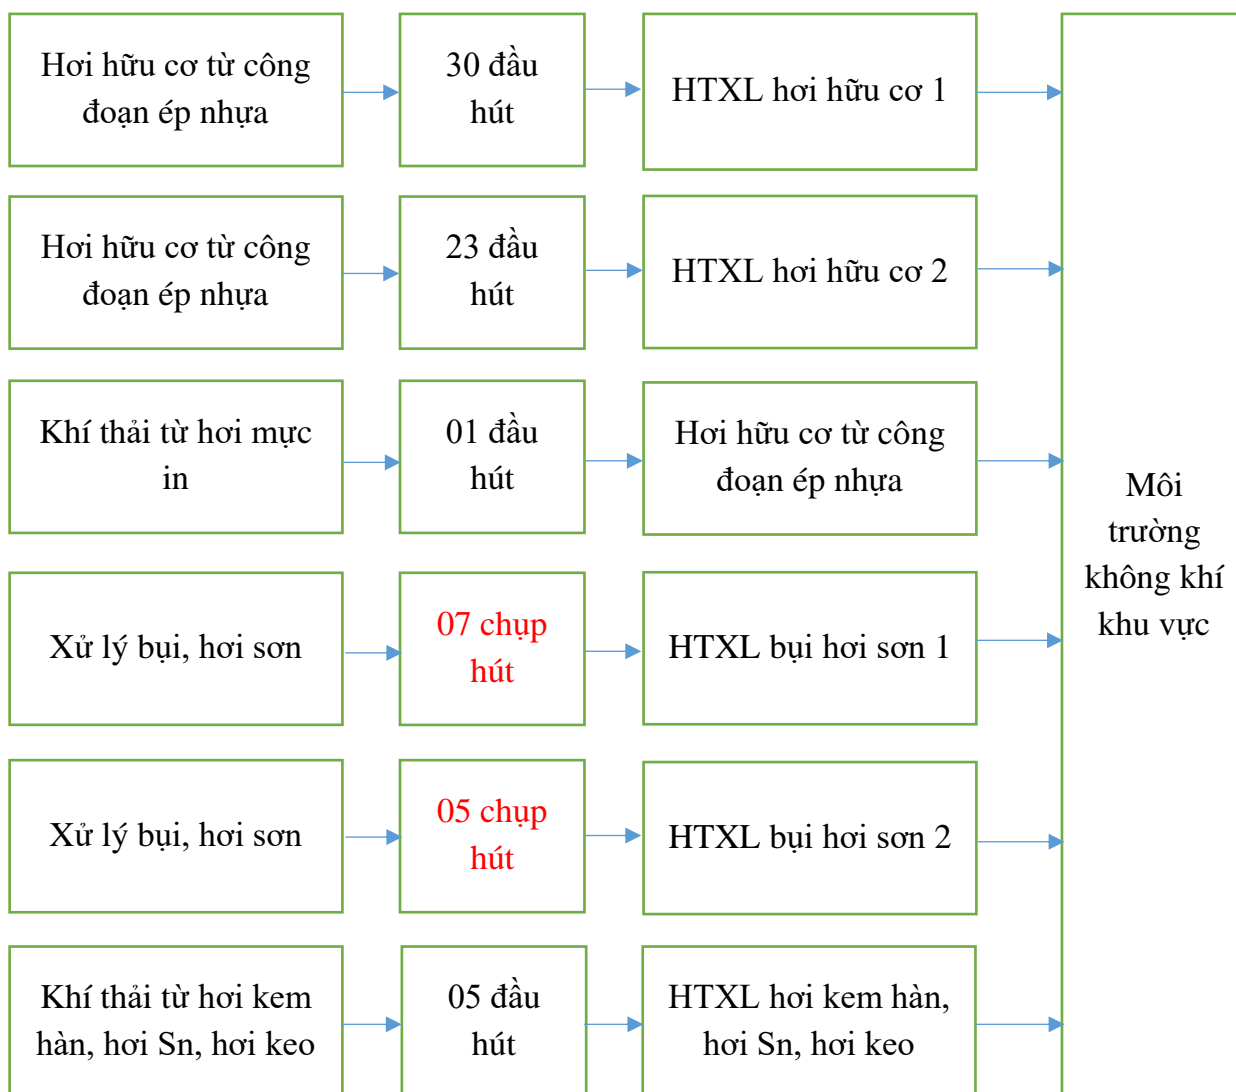 Hơi hữu cơ từ công
đoạn ép nhựa
30 đầu
hút
HTXL hơi hữu cơ 1
Hơi hữu cơ từ công
đoạn ép nhựa
23 đầu
hút
HTXL hơi hữu cơ 2
Khí thải từ hơi mực
in
01 đầu
hút
Hơi hữu cơ từ công
đoạn ép nhựa
Xử lý bụi, hơi sơn
07 chụp
hút
HTXL bụi hơi sơn 1
Xử lý bụi, hơi sơn
05 chụp
hút
HTXL bụi hơi sơn 2
Khí thải từ hơi kem
hàn, hơi Sn, hơi keo
05 đầu
hút
HTXL hơi kem hàn,
hơi Sn, hơi keo
Môi
trường
không khí
khu vực